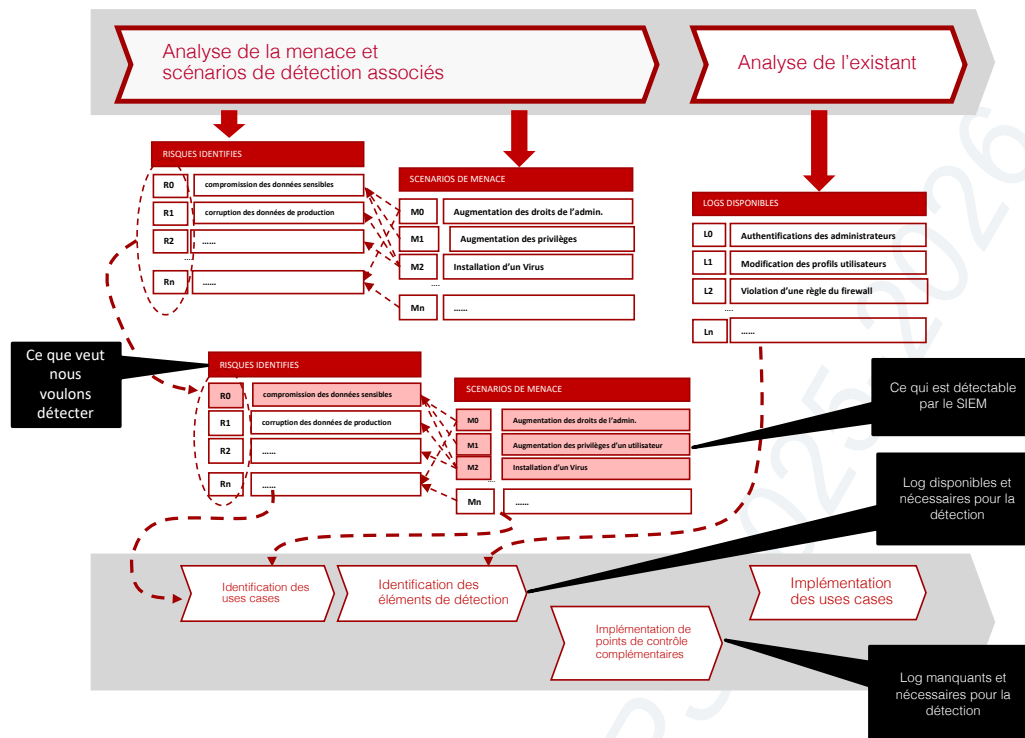 Analyse de la menace et
scénarios de détection associés
Analyse de l'existant
RISQUES IDENTIFIES
R0
compromission des données sensibles
R1
corruption des données de production
R2
......
....
Rn
......
SCENARIOS DE MENACE
M0
Augmentation des droits de l'admin.
M1
Augmentation des privilèges
M2
Installation d'un Virus
....
Mn
......
LOGS DISPONIBLES
L0
Authentifications des administrateurs
L1
Modification des profils utilisateurs
L2
Violation d'une règle du firewall
....
Ln
......
Ce que veut
nous
voulons
détecter
RISQUES IDENTIFIES
R0
compromission des données sensibles
R1
corruption des données de production
R2
......
Rn
......
SCENARIOS DE MENACE
M0
Augmentation des droits de l'admin.
M1
Augmentation des privilèges d'un utilisateur
M2
Installation d'un Virus
....
Mn
......
Ce qui est détectable
par le SIEM
Log disponibles et
nécessaires pour la
détection
Identification des
uses cases
Identification des
éléments de détection
Implémentation de
points de contrôle
complémentaires
Implémentation
des uses cases
Log manquants et
nécessaires pour la
détection
2025-2026